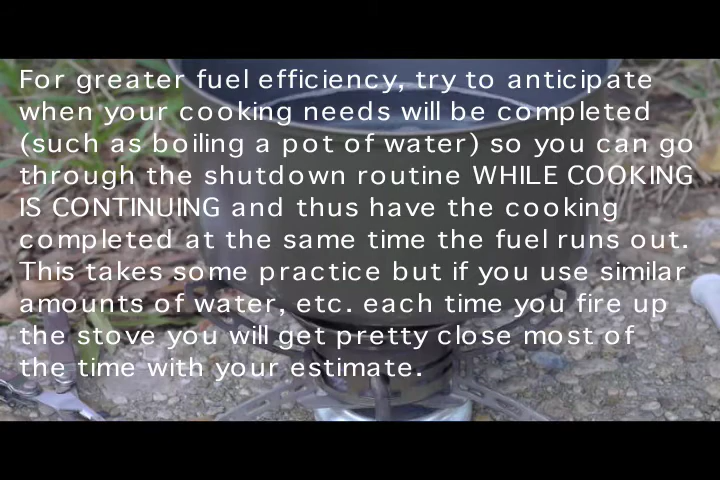 For greater fuel efficiency, try to anticipate
when your cooking needs will be completed
(such as boiling a pot of water) so you can go
through the shutdown routine WHILE COOKING
IS CONTINUING and thus have the cooking
completed at the same time the fuel runs out.
This takes some practice but if you use similar
amounts of water, etc. each time you fire up
the stove you will get pretty close most of
the time with your estimate.